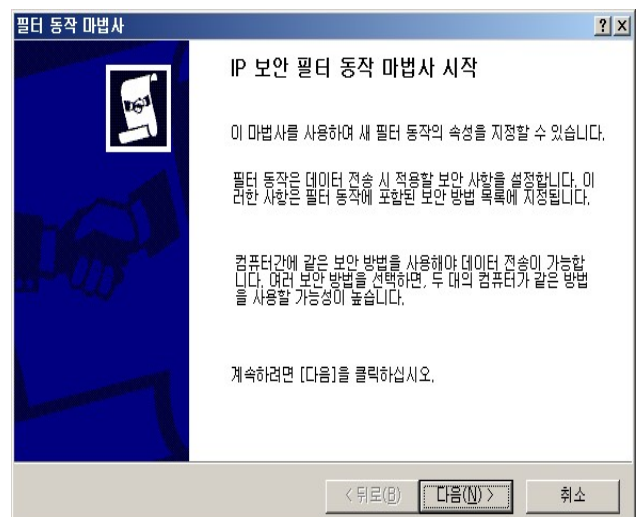 필터 동작 마법사
IP 보안 필터 동작 마법사 시작
이 마법사를 사용하여 새 필터 동작의 속성을 지정할 수 있습니다.
필터 동작은 데이터 전송 시 적용할 보안 사항을 설정합니다. 이
러한 사항은 필터 동작에 포함된 보안 방법 목록에 지정됩니다.
컴퓨터간에 같은 보안 방법을 사용해야 데이터 전송이 가능합
니다. 여러 보안 방법을 선택하면, 두 대의 컴퓨터가 같은 방법
을 사용할 가능성이 높습니다.
계속하려면 [다음]을 클릭하십시오.
< 뒤로(B) 다음(N) > 취소